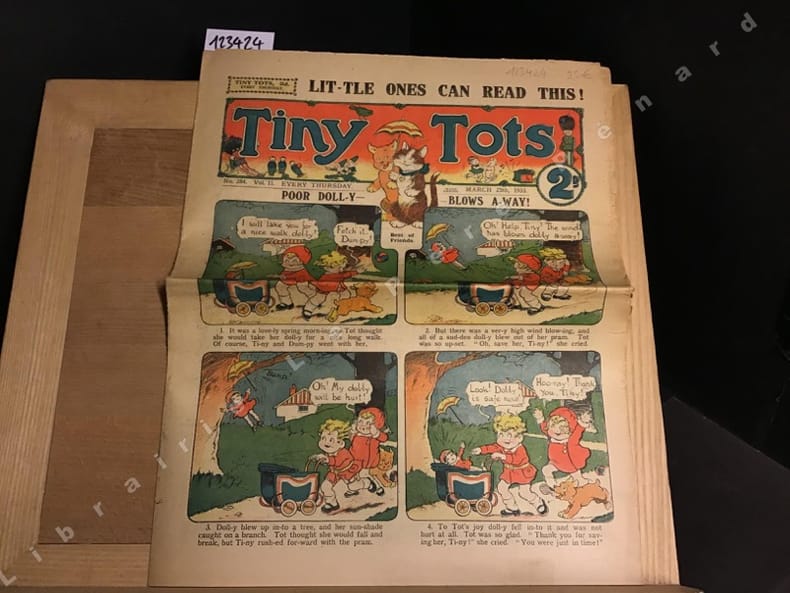 123424
113424 35 €
TINY TOTS, 2d.
EVERY THURSDAY.
LIT-TLE ONES CAN READ THIS!
Tiny Tots
2D
No. 284. Vol. 11. EVERY THURSDAY.
MARCH 25th, 1933.
POOR DOLL-Y—
BLOWS A-WAY!
Best of
Friends
I will take you for
a nice walk, dolly!
Fetch it,
Dum-py!
Oh! Help, Tiny! The wind
has blown dolly away!
1. It was a love-ly spring morn-ing, so Tot thought
she would take her doll-y for a nice long walk.
Of course, Ti-ny and Dum-py went with her,
2. But there was a ver-y high wind blow-ing, and
all of a sud-den doll-y blew out of her pram. Tot
was so up-set. "Oh, save her, Ti-ny!" she cried.
Bump!
Oh! My dolly
will be hurt!
Look! Dolly
is safe now!
Hoo-ray! Thank
you, Tiny!
3. Doll-y blew up in-to a tree, and her sun-shade
caught on a branch. Tot thought she would fall and
break, but Ti-ny rush-ed for-ward with the pram.
4. To Tot's joy doll-y fell in-to it and was not
hurt at all. Tot was so glad. "Thank you for sav-
ing her, Ti-ny!" she cried. "You were just in time!"